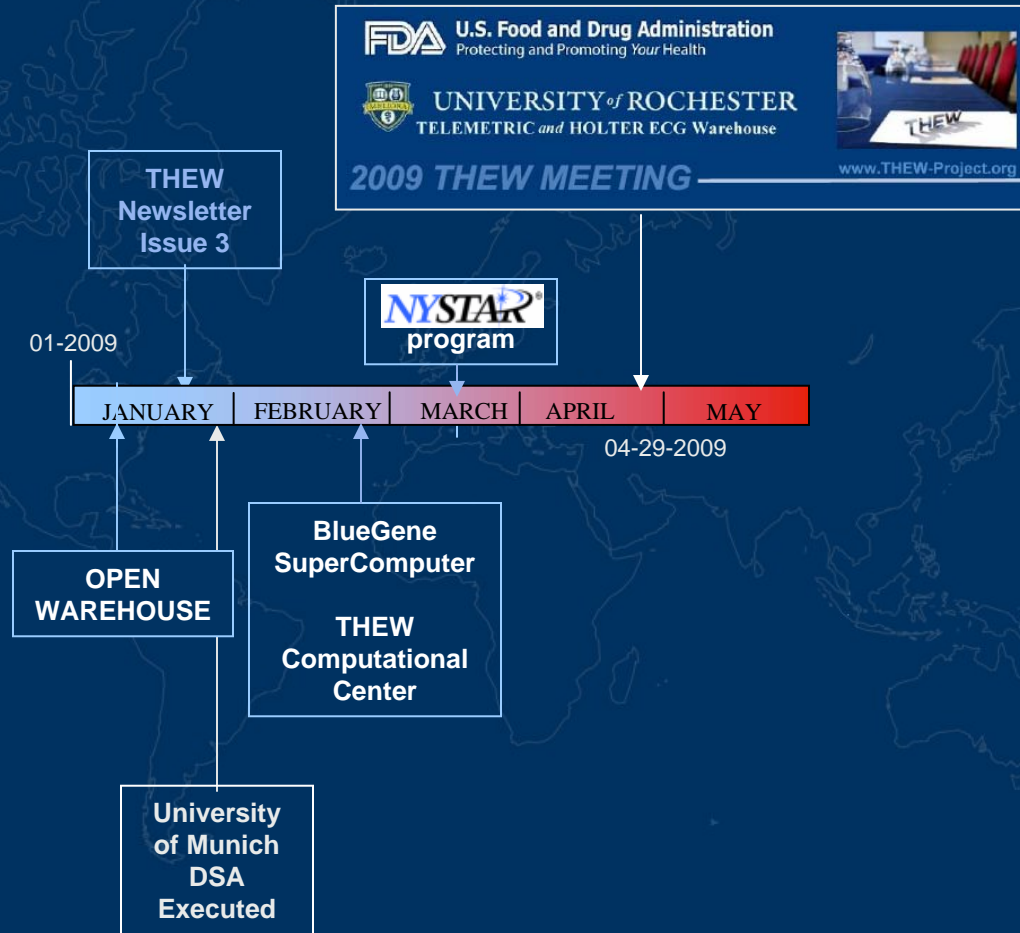 FDA U.S. Food and Drug Administration
Protecting and Promoting Your Health
UNIVERSITY of ROCHESTER
TELEMETRIC and HOLTER ECG Warehouse
THEW
2009 THEW MEETING
www.THEW-Project.org
THEW
Newsletter
Issue 3
NYSTAR®
program
01-2009
JANUARY FEBRUARY MARCH APRIL MAY
04-29-2009
OPEN
WAREHOUSE
BlueGene
SuperComputer
THEW
Computational
Center
University
of Munich
DSA
Executed